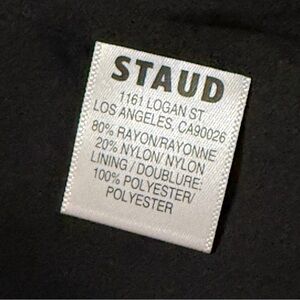 STAUD
1161 LOGAN ST
LOS ANGELES, CA90026
80% RAYON/RAYONNE
20% NYLON/ NYLON
LINING / DOUBLURE:
100% POLYESTER/
POLYESTER